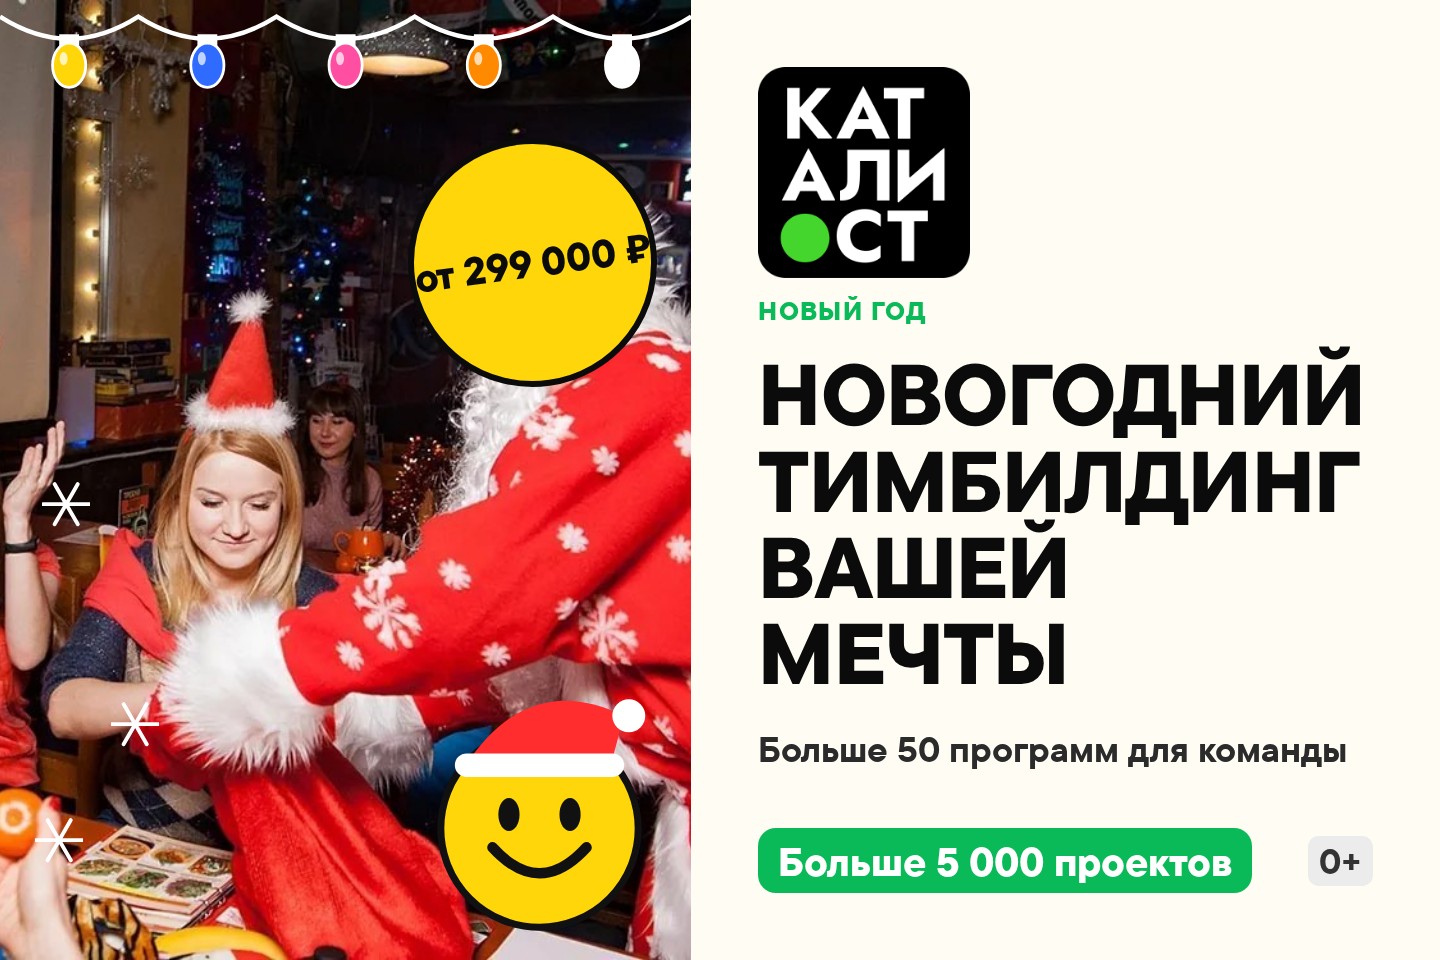 от 299 000 ₽
КАТ
АЛИ
СТ
НОВЫЙ ГОД
НОВОГОДНИЙ
ТИМБИЛДИНГ
ВАШЕЙ
МЕЧТЫ
Больше 50 программ для команды
Больше 5 000 проектов
0+